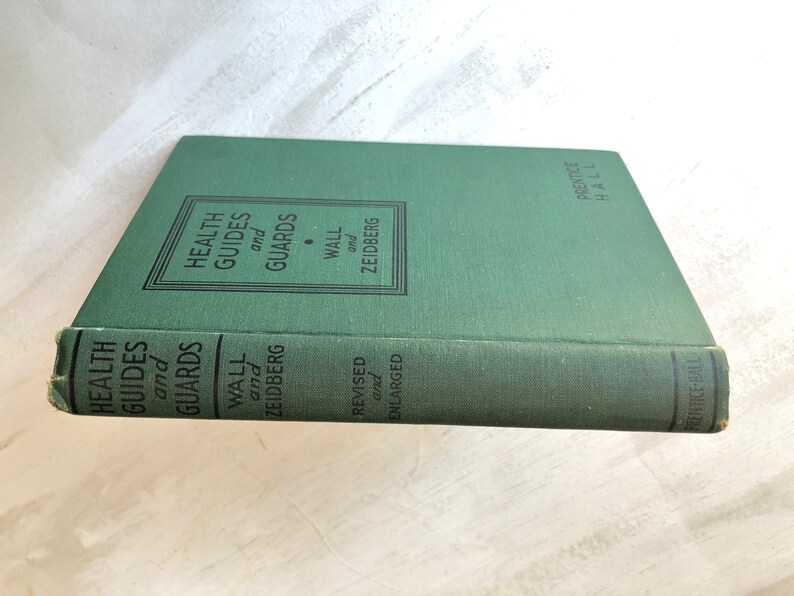 HEALTH
GUIDES
and
GUARDS
•
WALL
and
ZEIDBERG
PRENTICE
HALL
HEALTH
GUIDES
and
GUARDS
WALL
and
ZEIDBERG
REVISED
and
ENLARGED
PRENTICE-HALL